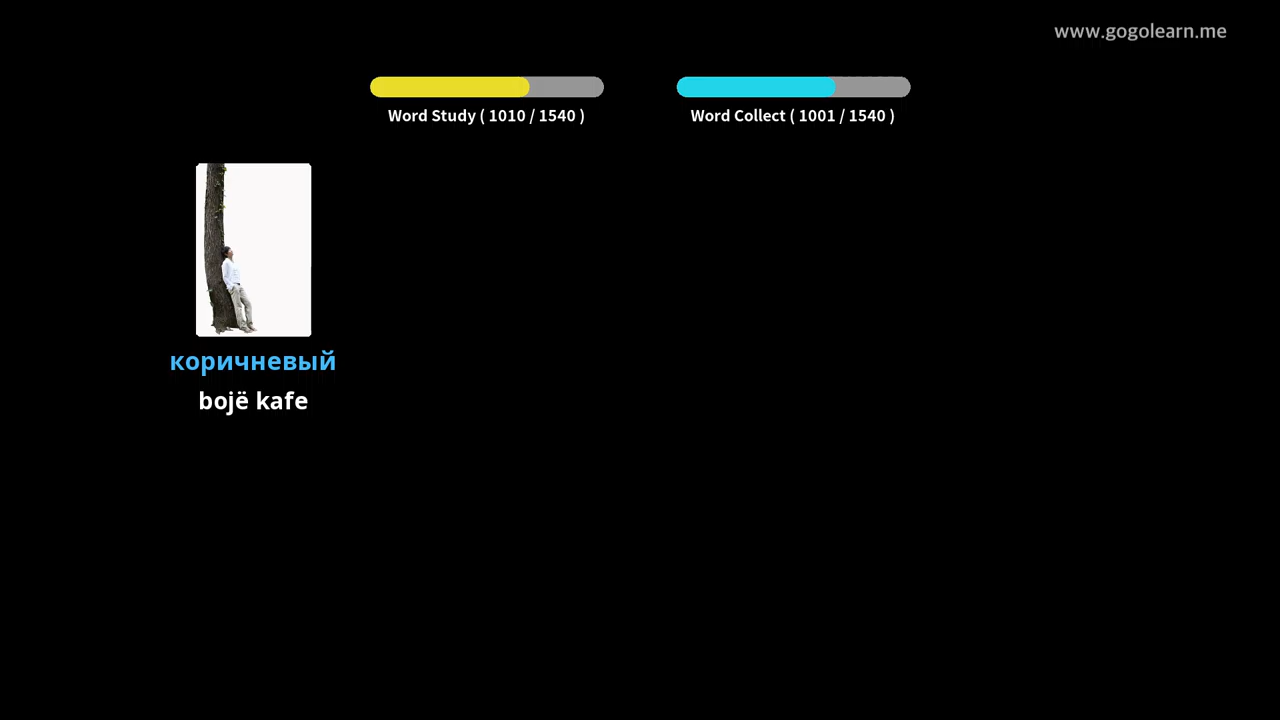 www.gogolearn.me
Word Study ( 1010 / 1540 )
Word Collect ( 1001 / 1540 )
коричневый
bojë kafe